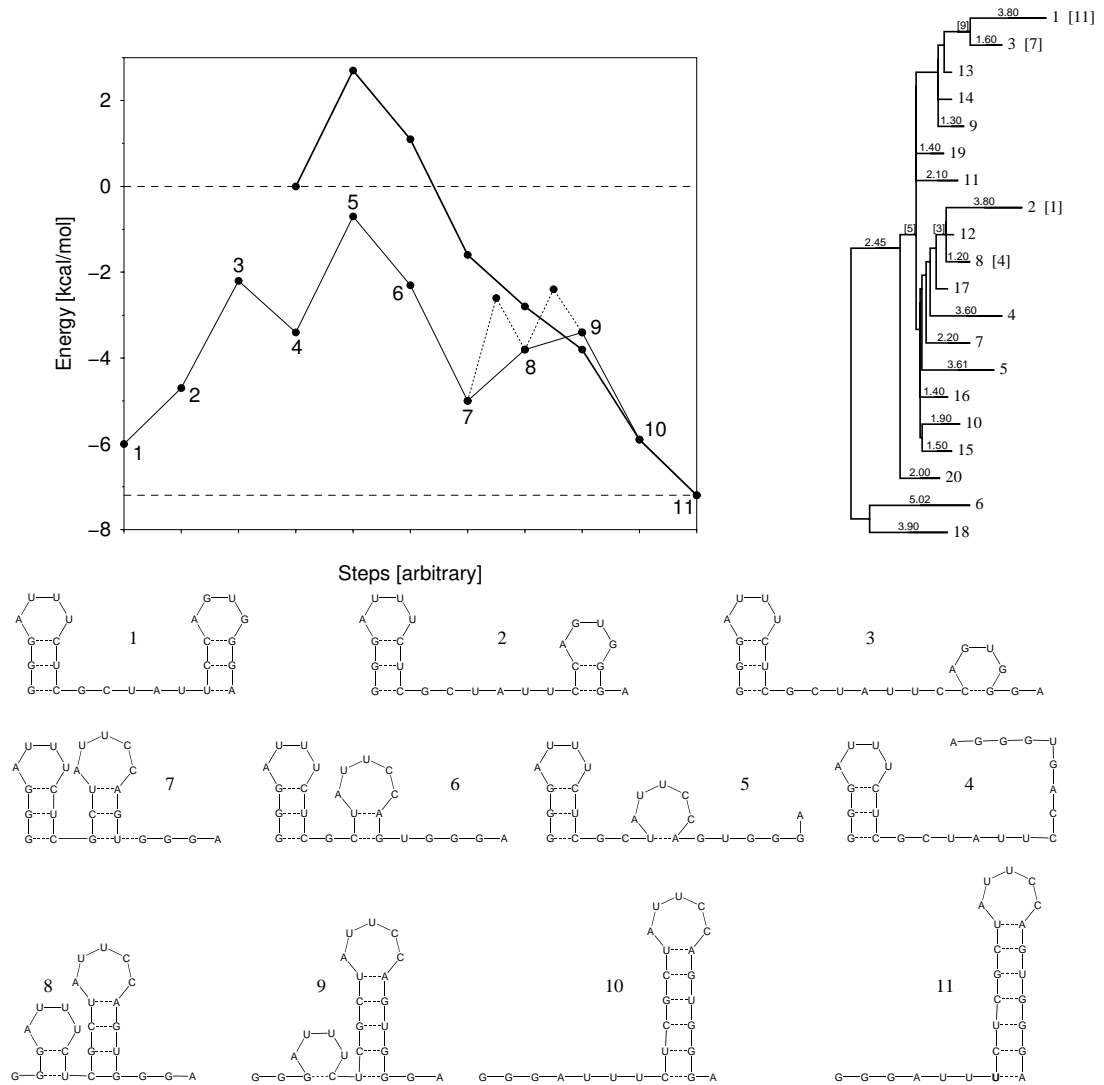 2
0
−2
−4
−6
−8
Energy [kcal/mol]
Steps [arbitrary]
1
2
3
4
5
6
7
8
9
10
11
3.80 1 [11]
[9]
1.60 3 [7]
13
14
1.30 9
1.40 19
2.10 11
3.80 2 [1]
[5] [3] 12
2.45
1.20 8 [4]
17
3.60 4
2.20 7
3.61 5
1.40 16
1.90 10
1.50 15
2.00 20
5.02 6
3.90 18
U U G U U U U U
A U A G 1 A U A U G 2 A U 3
G C C G G C G U C G A U
G U C G G U C G G U A G
G C G C U A U U A G C G C U A U U C G A G C G C U A U U C C G G A
U U U C U U U C U U U C U U A G G G U
A U A C 7 A U A C 6 A U A C 5 A U 4 G
G C U A G C U A G C G C A
G U C G G U G U G U C
G C G U G G G A G C G C G U G G G A G C G C U A G U G G G A G C G C U A U U C
U C U C U C U C
U A C U A C A C A C
8 9 10 11
G G U C G G G A
G G G C U G G A
G G G A U U U C G A
G G G A U U U U A